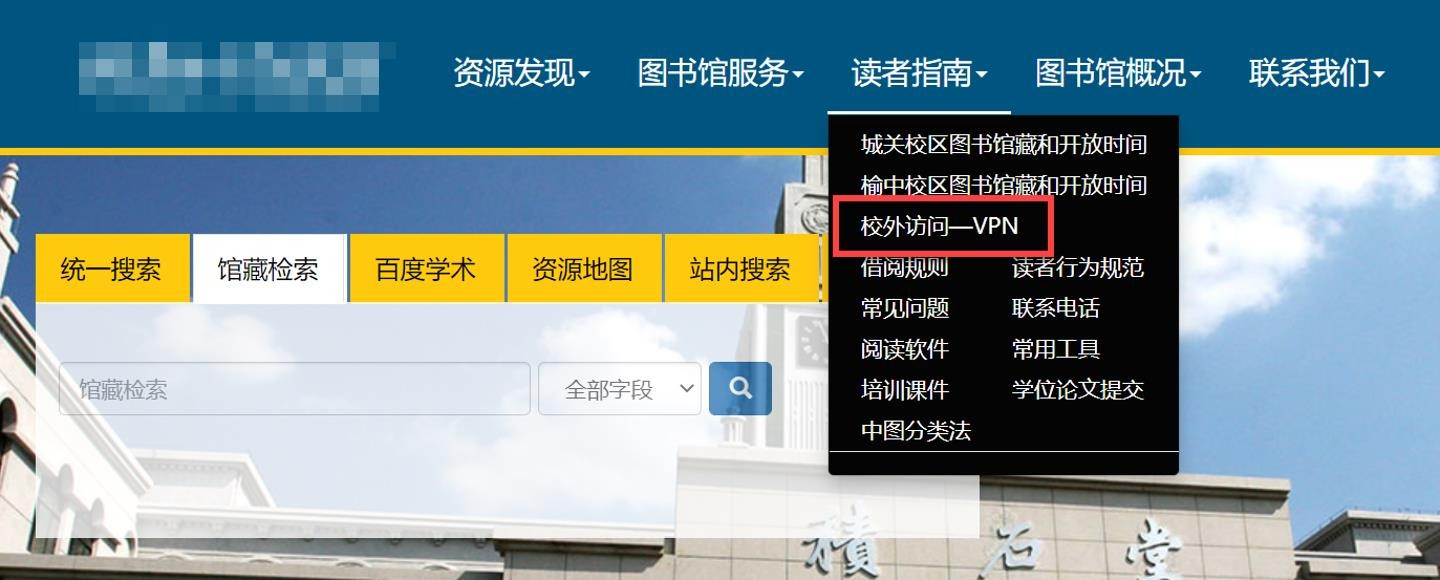 资源发现 图书馆服务 读者指南 图书馆概况 联系我们
城关校区图书馆藏和开放时间
榆中校区图书馆藏和开放时间
校外访问—VPN
借阅规则 读者行为规范
常见问题 联系电话
阅读软件 常用工具
培训课件 学位论文提交
中图分类法
统一搜索 馆藏检索 百度学术 资源地图 站内搜索
馆藏检索 全部字段
積石堂